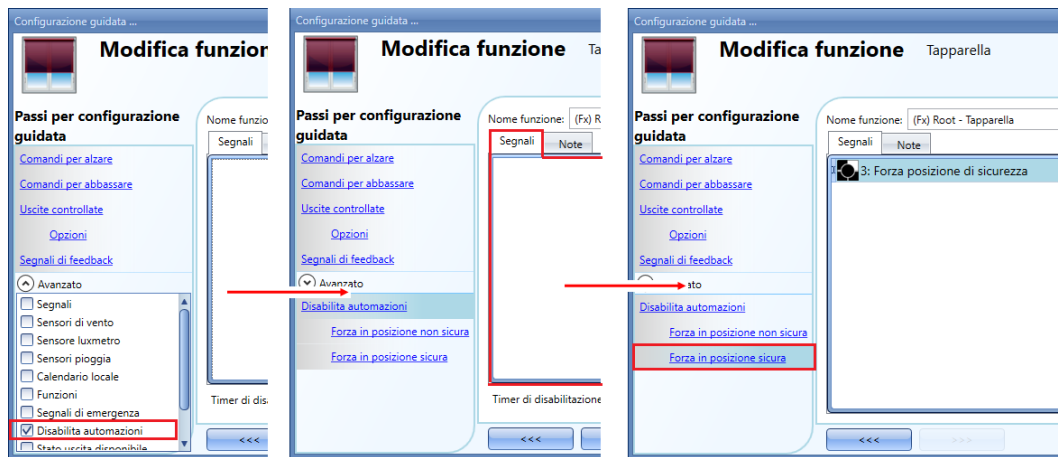 Configurazione guidata ...
Modifica funzion
Passi per configurazione
guidata
Comandi per alzare
Comandi per abbassare
Uscite controllate
Opzioni
Segnali di feedback
Avanzato
Segnali
Sensori di vento
Sensore luxmetro
Sensori pioggia
Calendario locale
Funzioni
Segnali di emergenza
Disabilita automazioni
Stato uscita disponibile
Nome funzio
Segnali
Timer di dis
<<<
Configurazione guidata ...
Modifica funzione Ta
Passi per configurazione
guidata
Comandi per alzare
Comandi per abbassare
Uscite controllate
Opzioni
Segnali di feedback
Avanzato
Disabilita automazioni
Forza in posizione non sicura
Forza in posizione sicura
Nome funzione: (Fx) R
Segnali Note
Timer di disabilitazione
<<<
Configurazione guidata ...
Modifica funzione Tapparella
Passi per configurazione
guidata
Comandi per alzare
Comandi per abbassare
Uscite controllate
Opzioni
Segnali di feedback
ato
Disabilita automazioni
Forza in posizione non sicura
Forza in posizione sicura
Nome funzione: (Fx) Root - Tapparella
Segnali Note
3: Forza posizione di sicurezza
<<< >>>